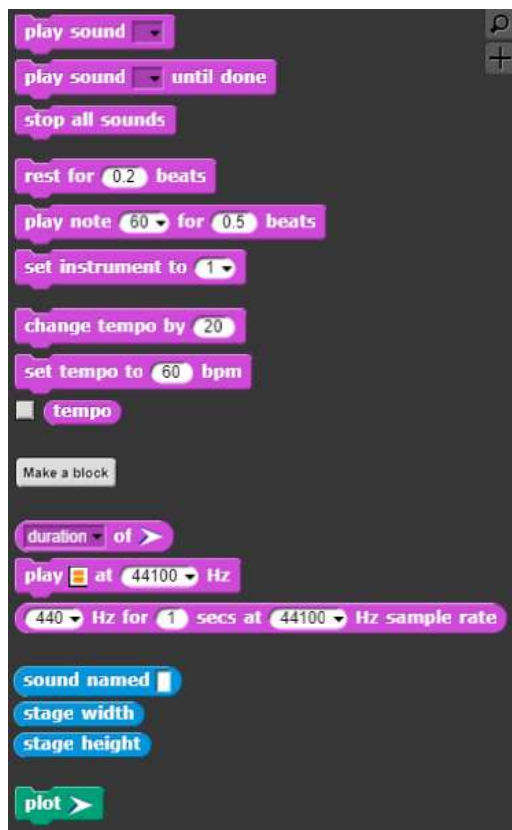 play sound
play sound until done
stop all sounds
rest for 0.2 beats
play note 60 for 0.5 beats
set instrument to 1
change tempo by 20
set tempo to 60 bpm
tempo
Make a block
duration of
play at 44100 Hz
440 Hz for 1 secs at 44100 Hz sample rate
sound named
stage width
stage height
plot